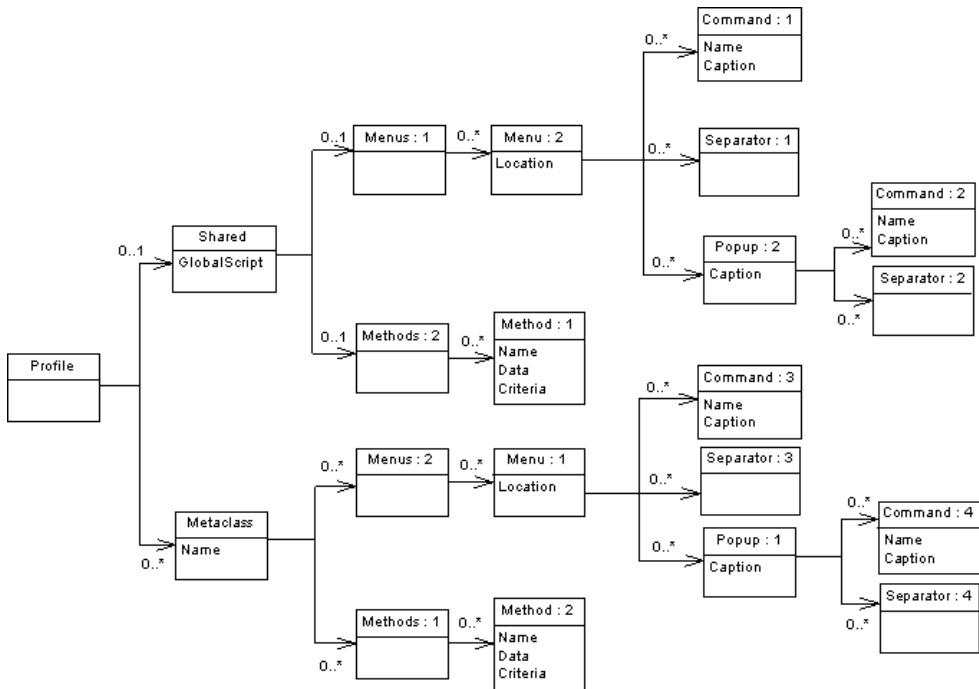 Command : 1
0..*
Name
Caption
0..1
Menus : 1
0..*
Menu : 2
Location
0..*
Separator : 1
Command : 2
Name
Caption
0..*
Shared
GlobalScript
0..1
0..*
Popup : 2
Caption
Separator : 2
0..*
0..1
Methods : 2
0..*
Method : 1
Name
Data
Criteria
Profile
0..*
Command : 3
Name
Caption
0..*
Menus : 2
0..*
Menu : 1
Location
0..*
Separator : 3
Metaclass
Name
0..*
0..*
Popup : 1
Caption
0..*
Command : 4
Name
Caption
Separator : 4
0..*
Methods : 1
0..*
0..*
Method : 2
Name
Data
Criteria